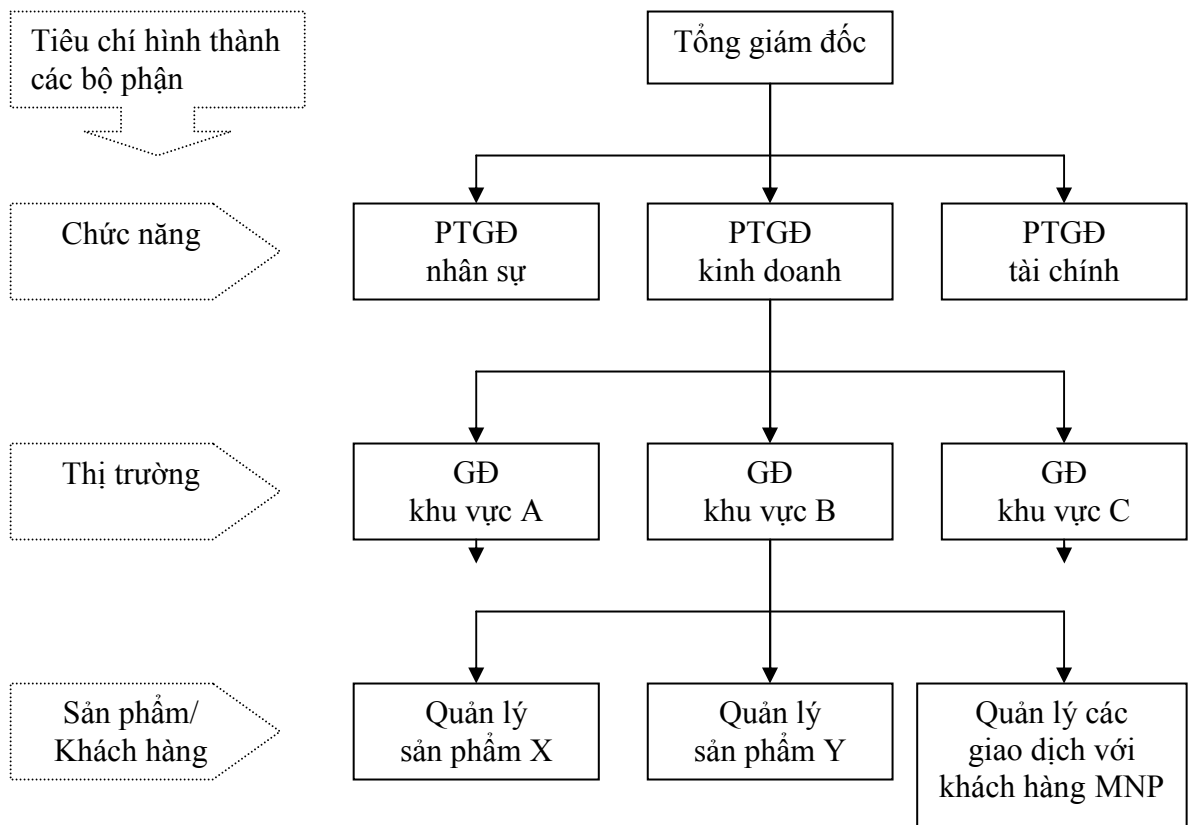 Tiêu chí hình thành
các bộ phận
Tổng giám đốc
Chức năng
PTGĐ
nhân sự
PTGĐ
kinh doanh
PTGĐ
tài chính
Thị trường
GĐ
khu vực A
GĐ
khu vực B
GĐ
khu vực C
Sản phẩm/
Khách hàng
Quản lý
sản phẩm X
Quản lý
sản phẩm Y
Quản lý các
giao dịch với
khách hàng MNP